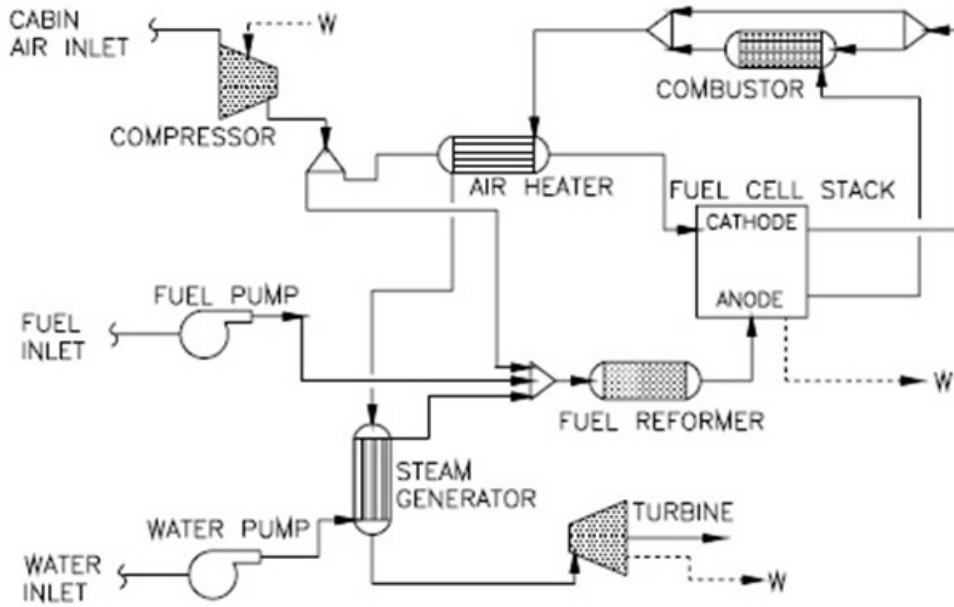 CABIN
AIR INLET
W
COMPRESSOR
COMBUSTOR
AIR HEATER
FUEL CELL STACK
CATHODE
ANODE
FUEL PUMP
FUEL
INLET
W
FUEL REFORMER
STEAM
GENERATOR
TURBINE
WATER PUMP
WATER
INLET
W